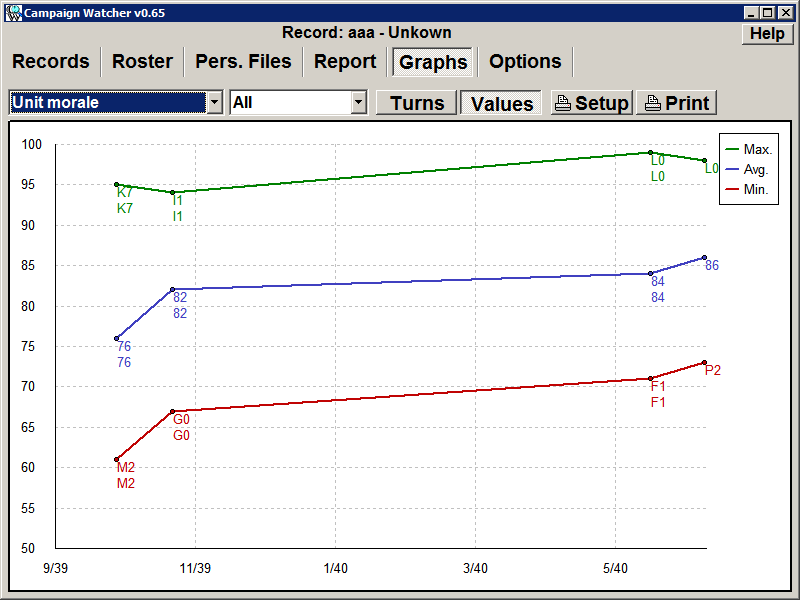 Campaign Watcher v0.65
Record: aaa - Unkown
Help
Records Roster Pers. Files Report Graphs Options
Unit morale All Turns Values Setup Print
100
95
90
85
80
75
70
65
60
55
50
9/39 11/39 1/40 3/40 5/40
Max.
Avg.
Min.
K7
K7
I1
I1
L0
L0
L0
76
76
82
82
84
84
86
M2
M2
G0
G0
F1
F1
P2